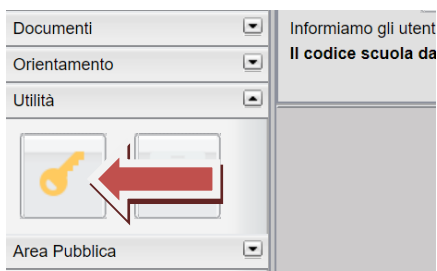 Documenti
Orientamento
Utilità
Area Pubblica
Informiamo gli utent
Il codice scuola da